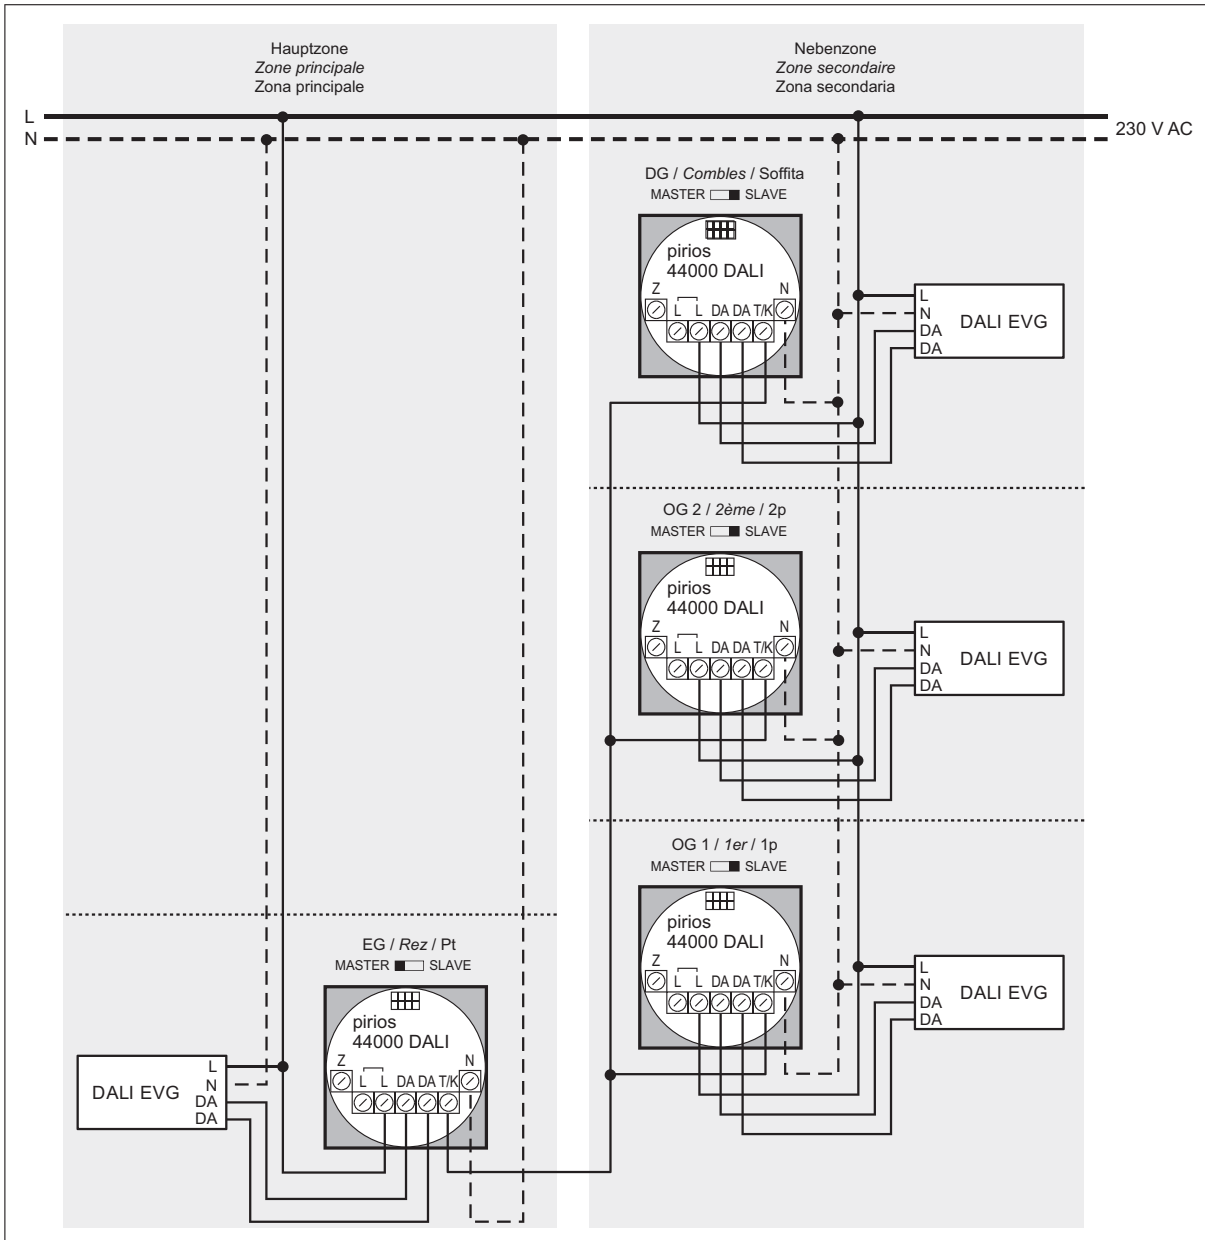 Hauptzone
Zone principale
Zona principale
Nebenzone
Zone secondaire
Zona secondaria
L
N
230 V AC
DG / Combles / Soffita
MASTER SLAVE
pirios
44000 DALI
Z N
L L DA DA T/K
L
N
DA
DA
DALI EVG
OG 2 / 2ème / 2p
MASTER SLAVE
pirios
44000 DALI
Z N
L L DA DA T/K
L
N
DA
DA
DALI EVG
OG 1 / 1er / 1p
MASTER SLAVE
pirios
44000 DALI
Z N
L L DA DA T/K
L
N
DA
DA
DALI EVG
EG / Rez / Pt
MASTER SLAVE
pirios
44000 DALI
Z N
L L DA DA T/K
DALI EVG
L
N
DA
DA